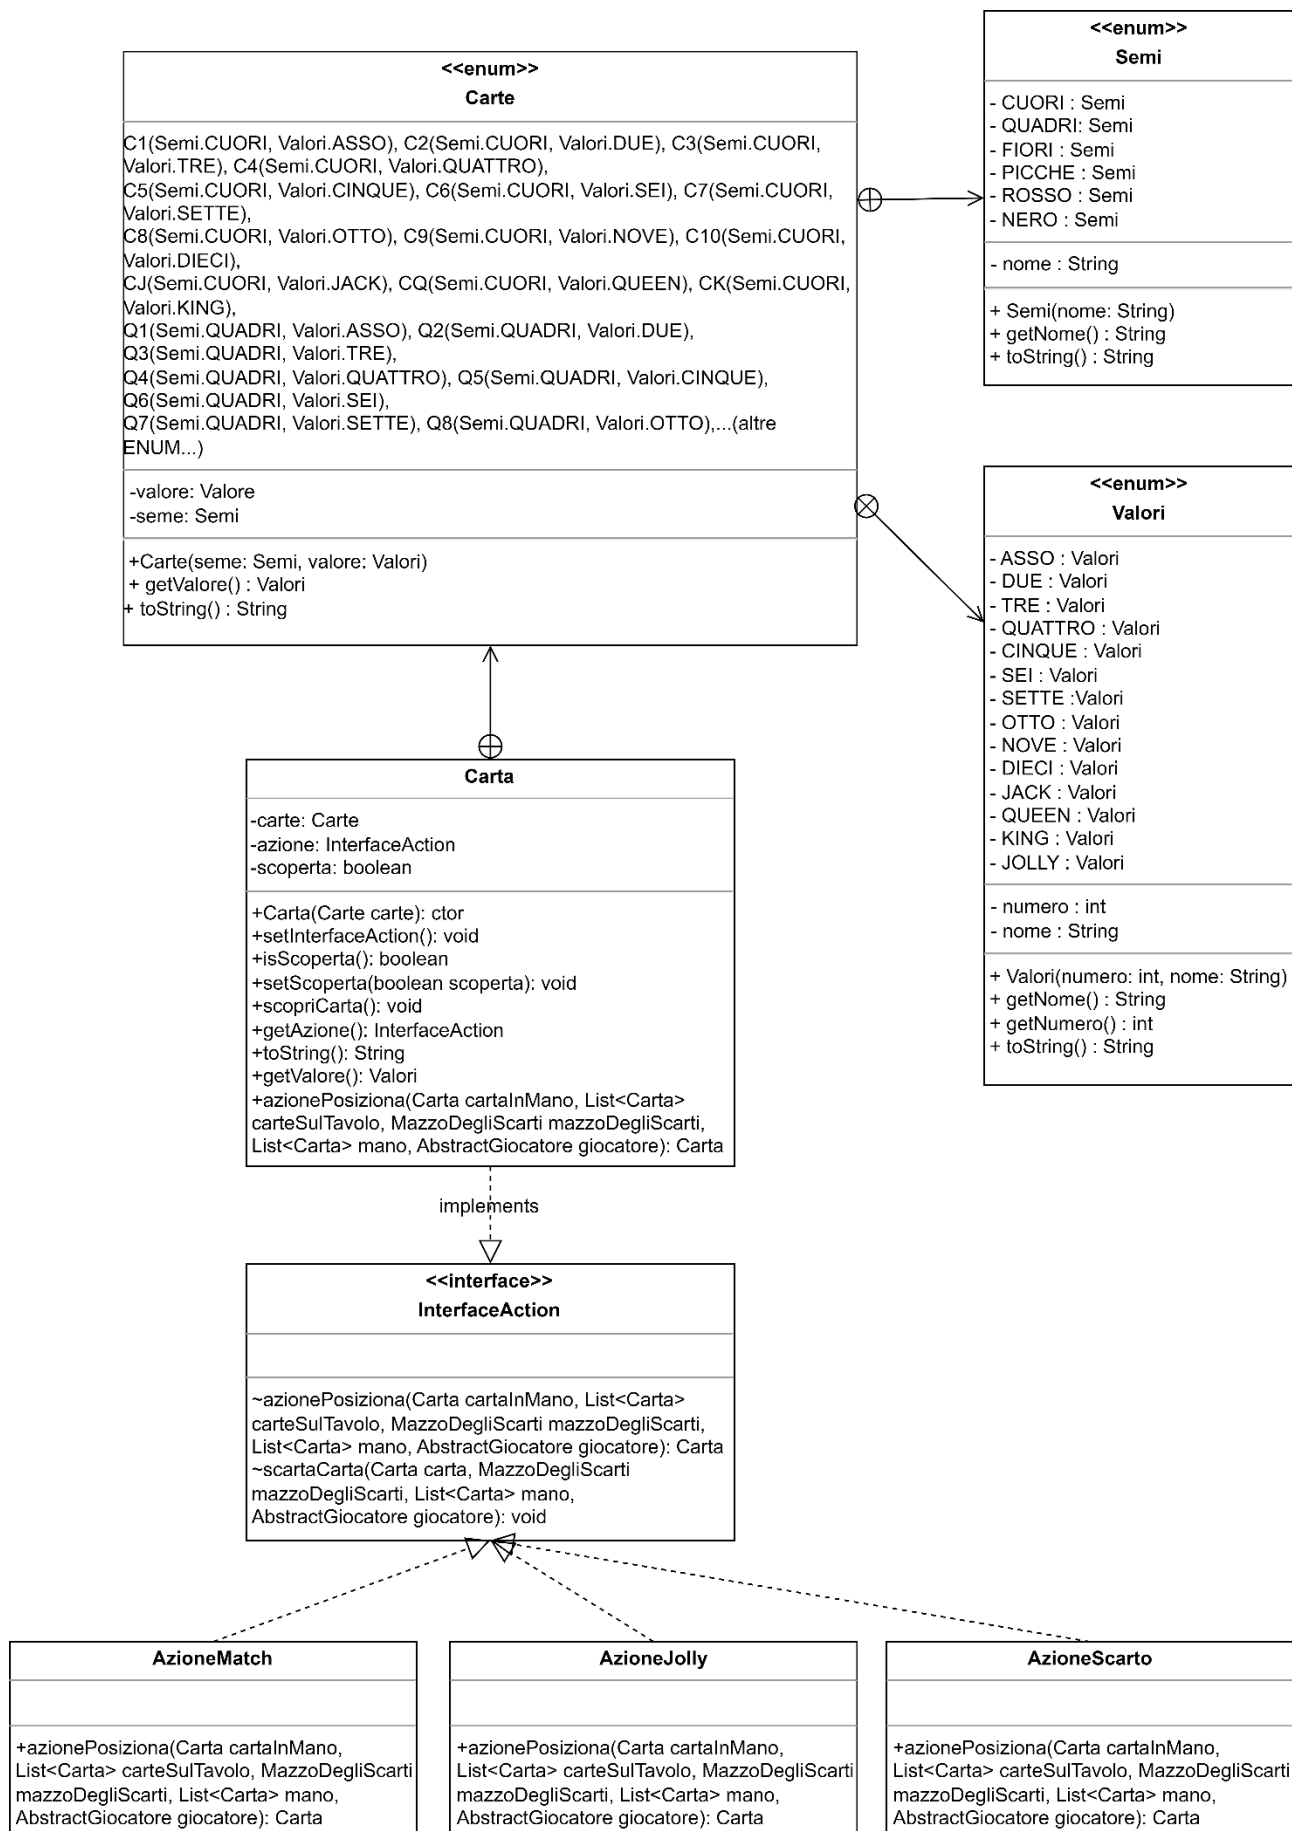 <<enum>>
Carte
C1(Semi.CUORI, Valori.ASSO), C2(Semi.CUORI, Valori.DUE), C3(Semi.CUORI,
Valori.TRE), C4(Semi.CUORI, Valori.QUATTRO),
C5(Semi.CUORI, Valori.CINQUE), C6(Semi.CUORI, Valori.SEI), C7(Semi.CUORI,
Valori.SETTE),
C8(Semi.CUORI, Valori.OTTO), C9(Semi.CUORI, Valori.NOVE), C10(Semi.CUORI,
Valori.DIECI),
CJ(Semi.CUORI, Valori.JACK), CQ(Semi.CUORI, Valori.QUEEN), CK(Semi.CUORI,
Valori.KING),
Q1(Semi.QUADRI, Valori.ASSO), Q2(Semi.QUADRI, Valori.DUE),
Q3(Semi.QUADRI, Valori.TRE),
Q4(Semi.QUADRI, Valori.QUATTRO), Q5(Semi.QUADRI, Valori.CINQUE),
Q6(Semi.QUADRI, Valori.SEI),
Q7(Semi.QUADRI, Valori.SETTE), Q8(Semi.QUADRI, Valori.OTTO),...(altre
ENUM...)
-valore: Valore
-seme: Semi
+Carte(seme: Semi, valore: Valori)
+ getValore() : Valori
+ toString() : String
<<enum>>
Semi
- CUORI : Semi
- QUADRI: Semi
- FIORI : Semi
- PICCHE : Semi
- ROSSO : Semi
- NERO : Semi
- nome : String
+ Semi(nome: String)
+ getNome() : String
+ toString() : String
<<enum>>
Valori
- ASSO : Valori
- DUE : Valori
- TRE : Valori
- QUATTRO : Valori
- CINQUE : Valori
- SEI : Valori
- SETTE :Valori
- OTTO : Valori
- NOVE : Valori
- DIECI : Valori
- JACK : Valori
- QUEEN : Valori
- KING : Valori
- JOLLY : Valori
- numero : int
- nome : String
+ Valori(numero: int, nome: String)
+ getNome() : String
+ getNumero() : int
+ toString() : String
Carta
-carte: Carte
-azione: InterfaceAction
-scoperta: boolean
+Carta(Carte carte): ctor
+setInterfaceAction(): void
+isScoperta(): boolean
+setScoperta(boolean scoperta): void
+scopriCarta(): void
+getAzione(): InterfaceAction
+toString(): String
+getValore(): Valori
+azionePosiziona(Carta cartaInMano, List<Carta>
carteSulTavolo, MazzoDegliScarti mazzoDegliScarti,
List<Carta> mano, AbstractGiocatore giocatore): Carta
implements
<<interface>>
InterfaceAction
~azionePosiziona(Carta cartaInMano, List<Carta>
carteSulTavolo, MazzoDegliScarti mazzoDegliScarti,
List<Carta> mano, AbstractGiocatore giocatore): Carta
~scartaCarta(Carta carta, MazzoDegliScarti
mazzoDegliScarti, List<Carta> mano,
AbstractGiocatore giocatore): void
AzioneMatch
+azionePosiziona(Carta cartaInMano,
List<Carta> carteSulTavolo, MazzoDegliScarti
mazzoDegliScarti, List<Carta> mano,
AbstractGiocatore giocatore): Carta
AzioneJolly
+azionePosiziona(Carta cartaInMano,
List<Carta> carteSulTavolo, MazzoDegliScarti
mazzoDegliScarti, List<Carta> mano,
AbstractGiocatore giocatore): Carta
AzioneScarto
+azionePosiziona(Carta cartaInMano,
List<Carta> carteSulTavolo, MazzoDegliScarti
mazzoDegliScarti, List<Carta> mano,
AbstractGiocatore giocatore): Carta